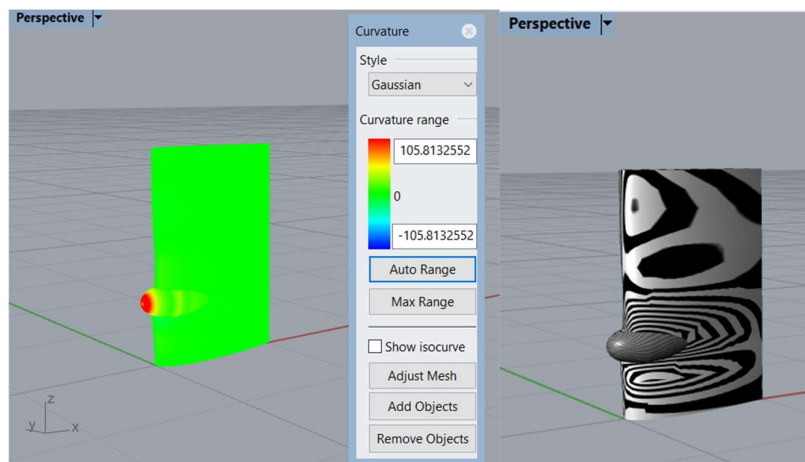 Perspective
Curvature
Style
Gaussian
Curvature range
105.8132552
0
-105.8132552
Auto Range
Max Range
Show isocurve
Adjust Mesh
Add Objects
Remove Objects
z
y
x
Perspective